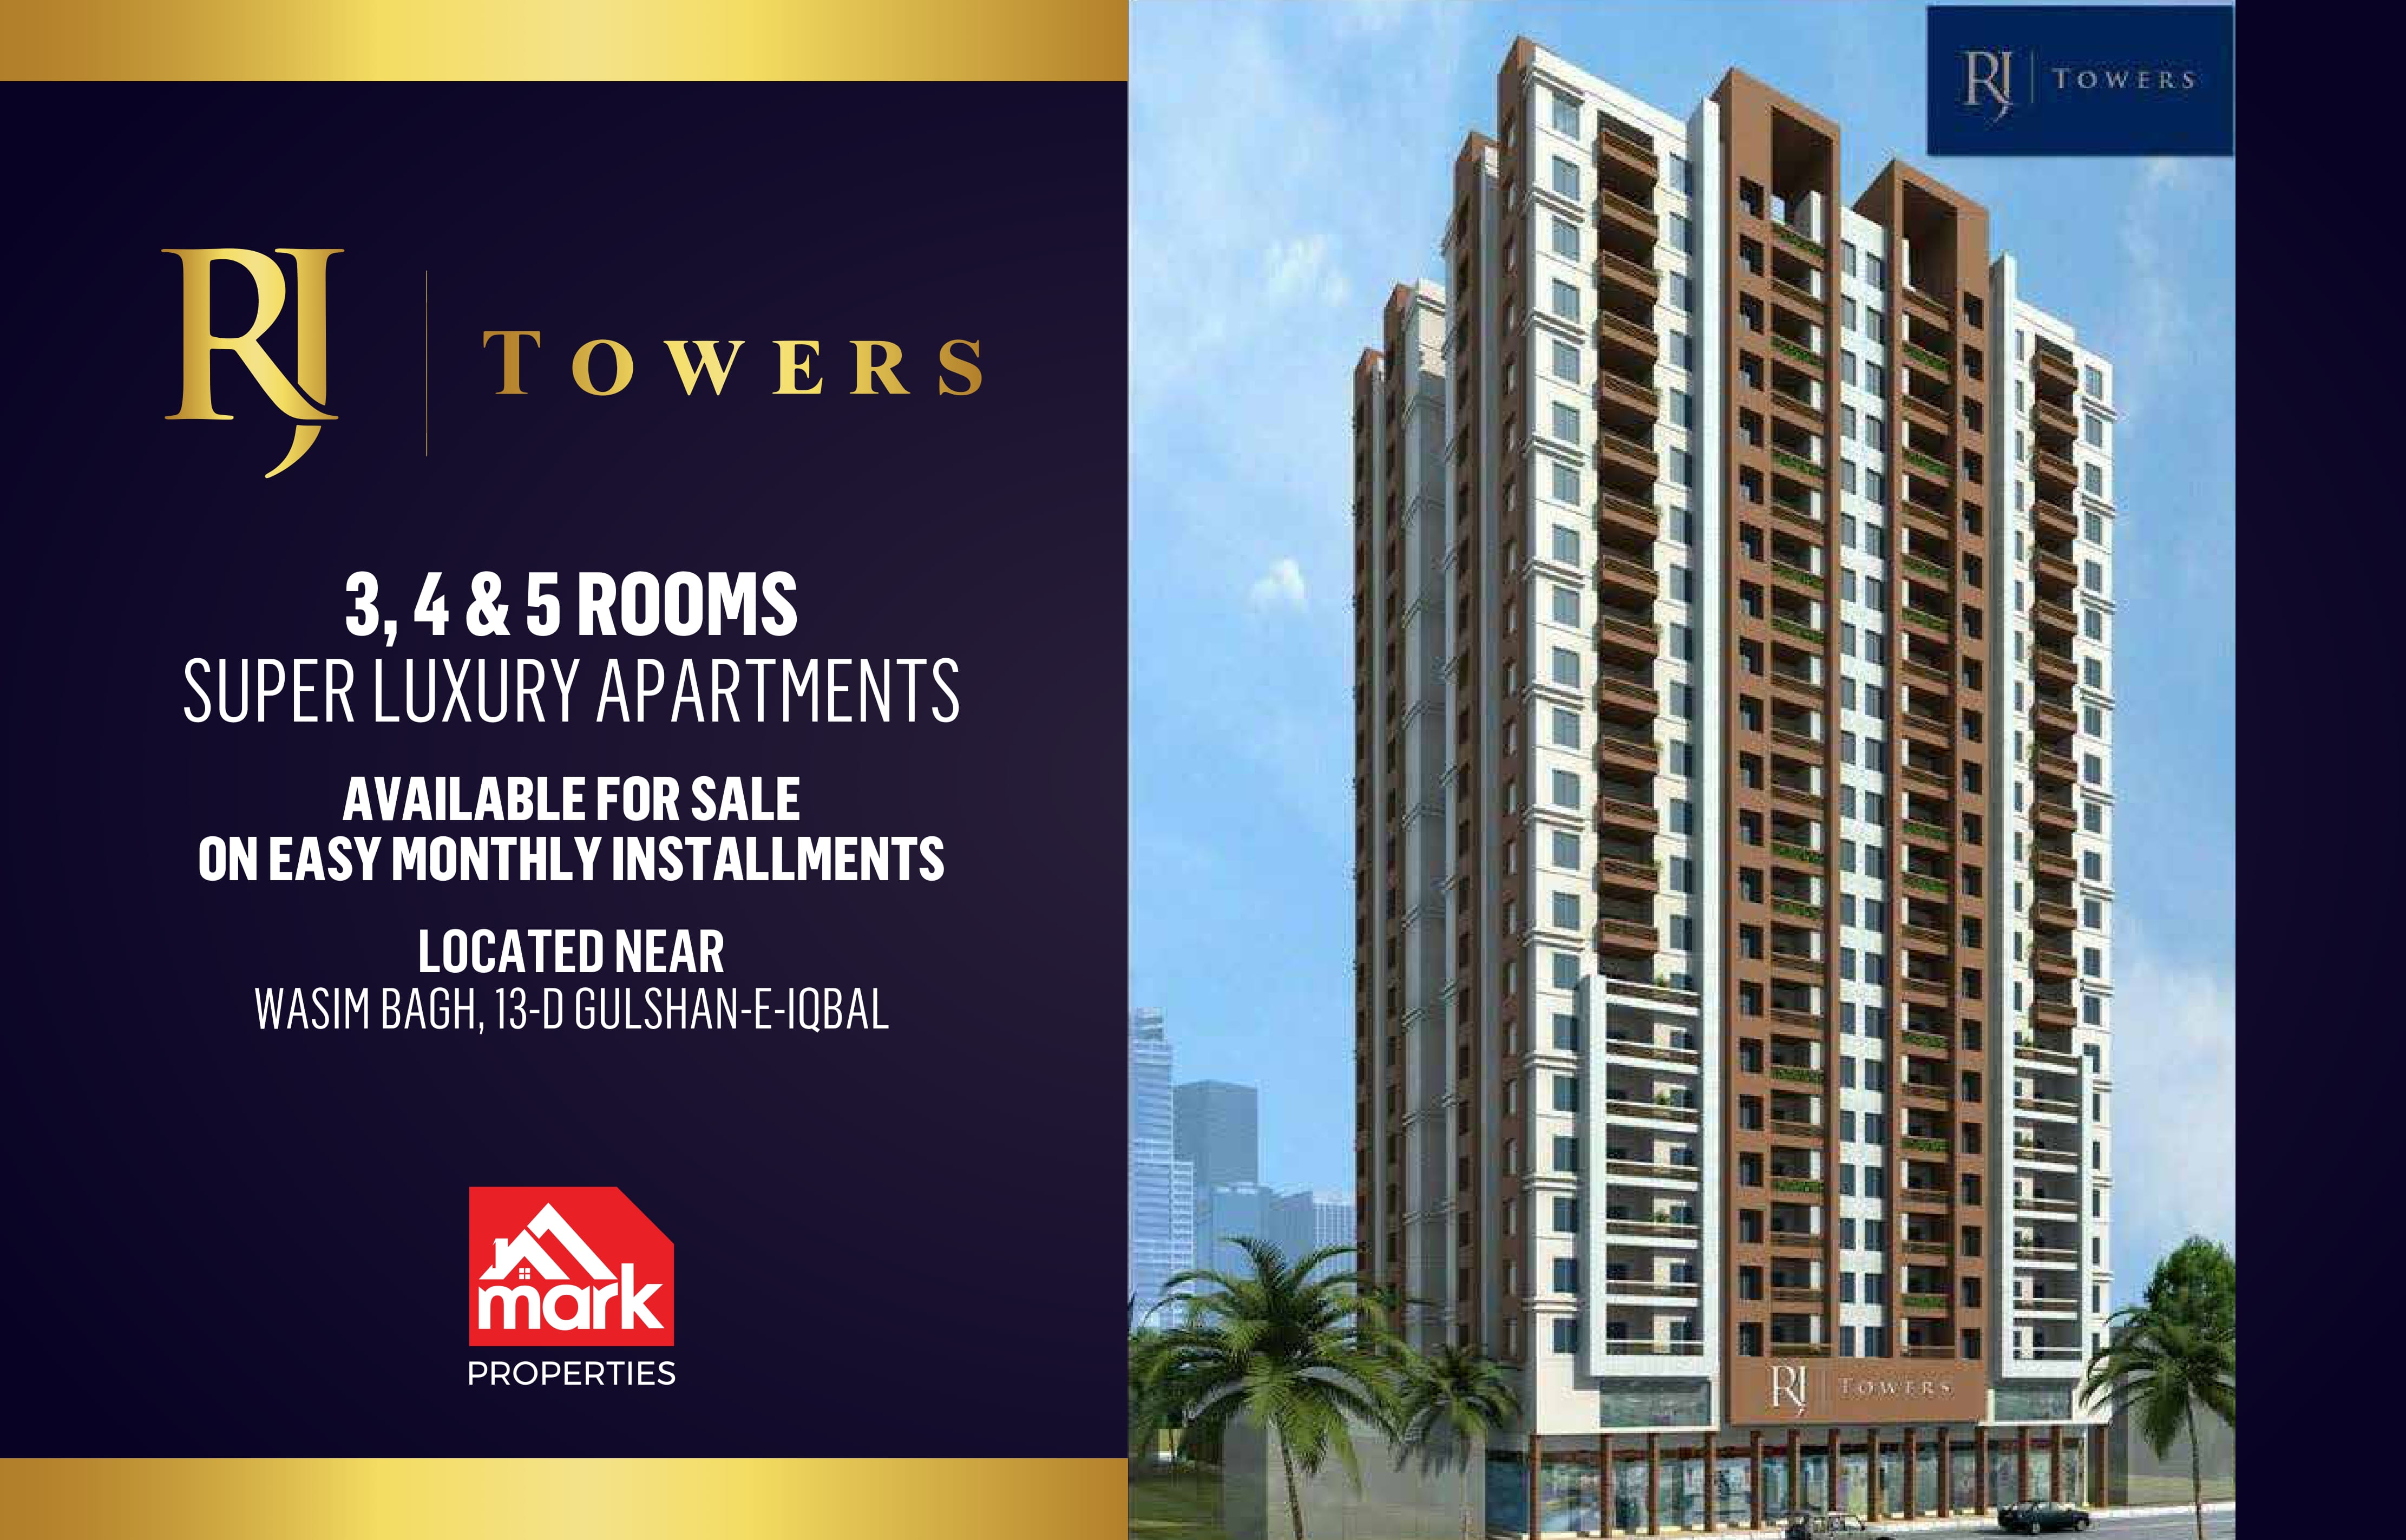 RJ TOWERS
3, 4 & 5 ROOMS
SUPER LUXURY APARTMENTS
AVAILABLE FOR SALE
ON EASY MONTHLY INSTALLMENTS
LOCATED NEAR
WASIM BAGH, 13-D GULSHAN-E-IQBAL
mark
PROPERTIES
RJ TOWERS
RJ TOWERS